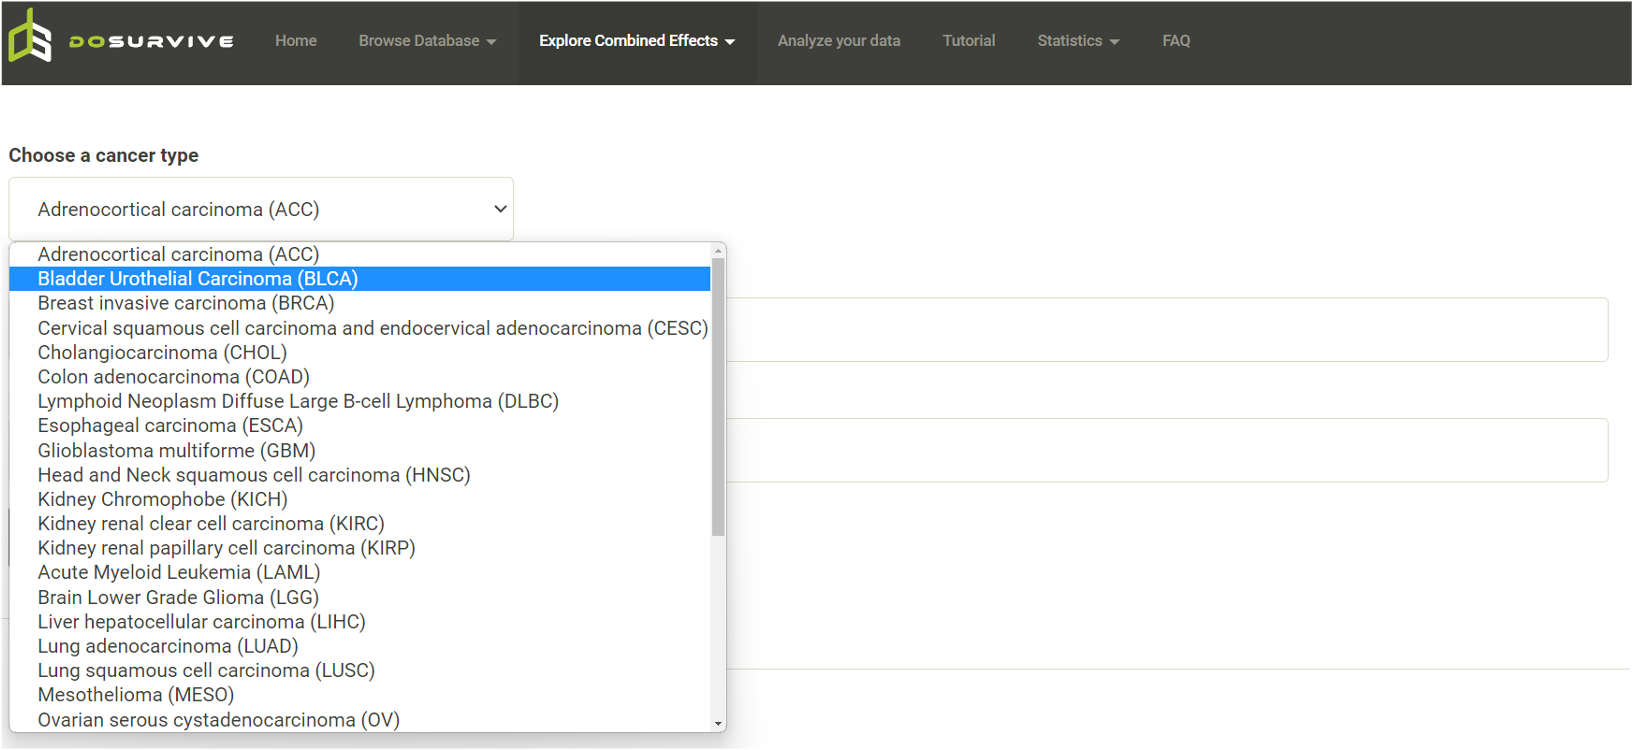 DOSURVIVE Home Browse Database Explore Combined Effects Analyze your data Tutorial Statistics FAQ
Choose a cancer type
Adrenocortical carcinoma (ACC)
Adrenocortical carcinoma (ACC)
Bladder Urothelial Carcinoma (BLCA)
Breast invasive carcinoma (BRCA)
Cervical squamous cell carcinoma and endocervical adenocarcinoma (CESC)
Cholangiocarcinoma (CHOL)
Colon adenocarcinoma (COAD)
Lymphoid Neoplasm Diffuse Large B-cell Lymphoma (DLBC)
Esophageal carcinoma (ESCA)
Glioblastoma multiforme (GBM)
Head and Neck squamous cell carcinoma (HNSC)
Kidney Chromophobe (KICH)
Kidney renal clear cell carcinoma (KIRC)
Kidney renal papillary cell carcinoma (KIRP)
Acute Myeloid Leukemia (LAML)
Brain Lower Grade Glioma (LGG)
Liver hepatocellular carcinoma (LIHC)
Lung adenocarcinoma (LUAD)
Lung squamous cell carcinoma (LUSC)
Mesothelioma (MESO)
Ovarian serous cystadenocarcinoma (OV)